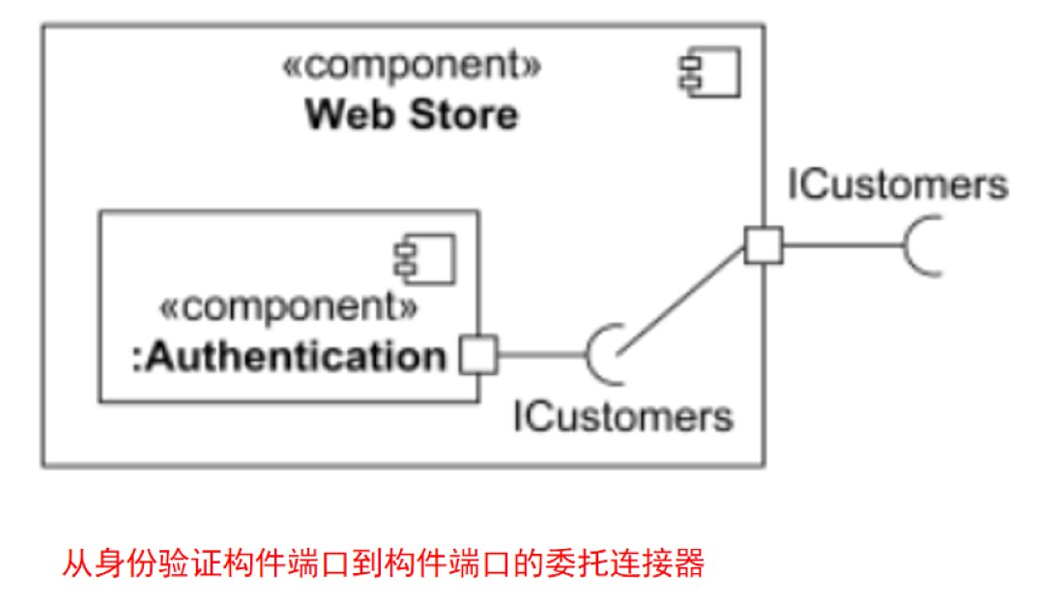 «component»
Web Store
ICustomers
«component»
:Authentication
ICustomers
从身份验证构件端口到构件端口的委托连接器